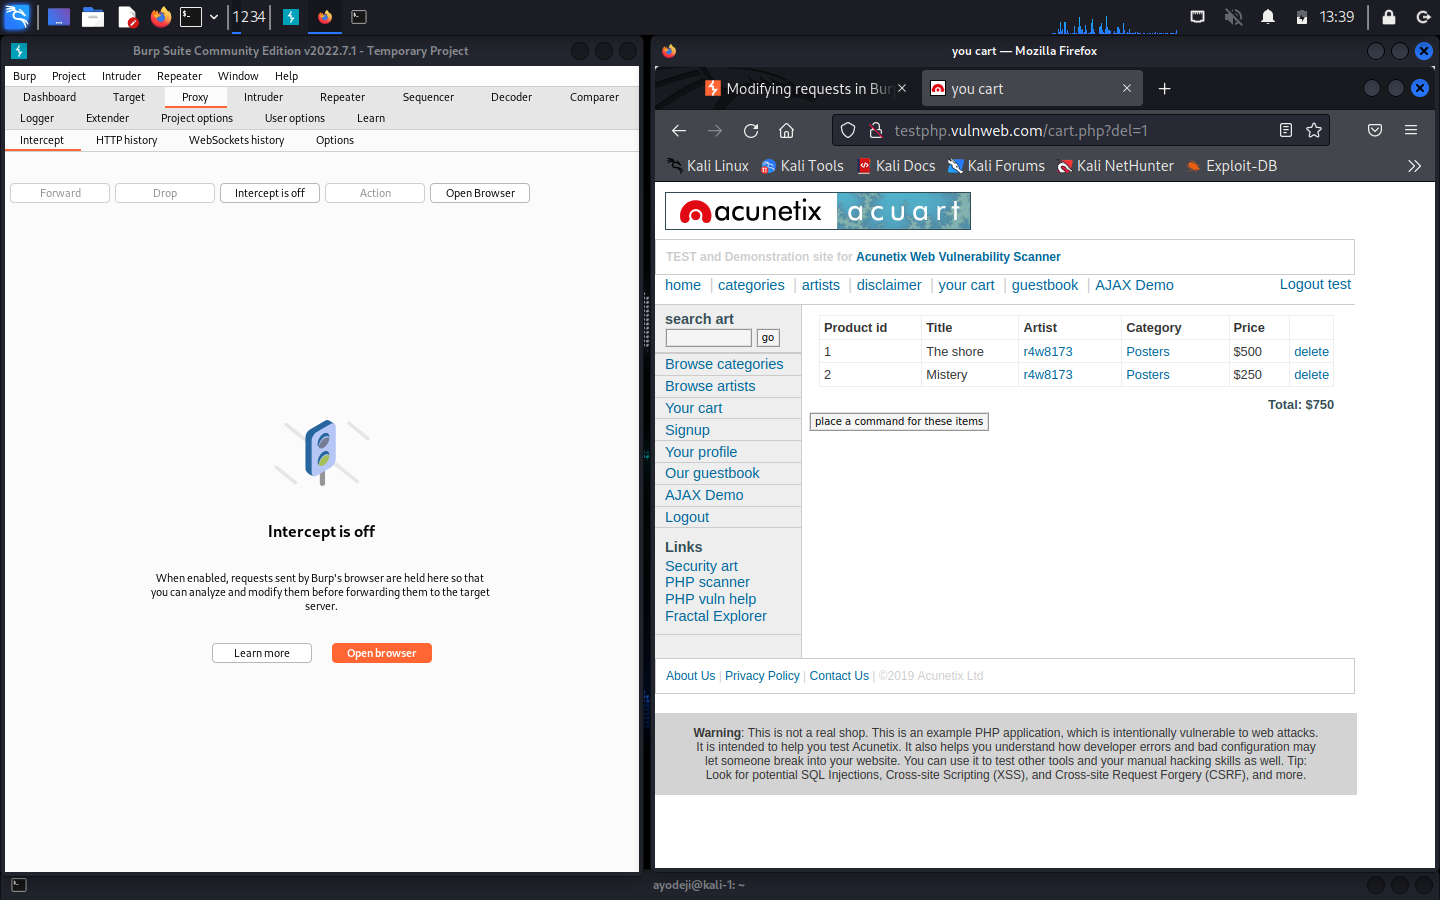 1234
13:39
Burp Suite Community Edition v2022.7.1 - Temporary Project
Burp Project Intruder Repeater Window Help
Dashboard Target Proxy Intruder Repeater Sequencer Decoder Comparer
Logger Extender Project options User options Learn
Intercept HTTP history WebSockets history Options
Forward Drop Intercept is off Action Open Browser
Intercept is off
When enabled, requests sent by Burp's browser are held here so that
you can analyze and modify them before forwarding them to the target
server.
Learn more Open browser
you cart — Mozilla Firefox
Modifying requests in Bur you cart
testphp.vulnweb.com/cart.php?del=1
Kali Linux Kali Tools Kali Docs Kali Forums Kali NetHunter Exploit-DB
acunetix acuart
TEST and Demonstration site for Acunetix Web Vulnerability Scanner
home | categories | artists | disclaimer | your cart | guestbook | AJAX Demo Logout test
search art
go
Browse categories
Browse artists
Your cart
Signup
Your profile
Our guestbook
AJAX Demo
Logout
Links
Security art
PHP scanner
PHP vuln help
Fractal Explorer
Product id Title Artist Category Price
1 The shore r4w8173 Posters $500 delete
2 Mistery r4w8173 Posters $250 delete
Total: $750
place a command for these items
About Us | Privacy Policy | Contact Us | ©2019 Acunetix Ltd
Warning: This is not a real shop. This is an example PHP application, which is intentionally vulnerable to web attacks.
It is intended to help you test Acunetix. It also helps you understand how developer errors and bad configuration may
let someone break into your website. You can use it to test other tools and your manual hacking skills as well. Tip:
Look for potential SQL Injections, Cross-site Scripting (XSS), and Cross-site Request Forgery (CSRF), and more.
ayodeji@kali-1: ~